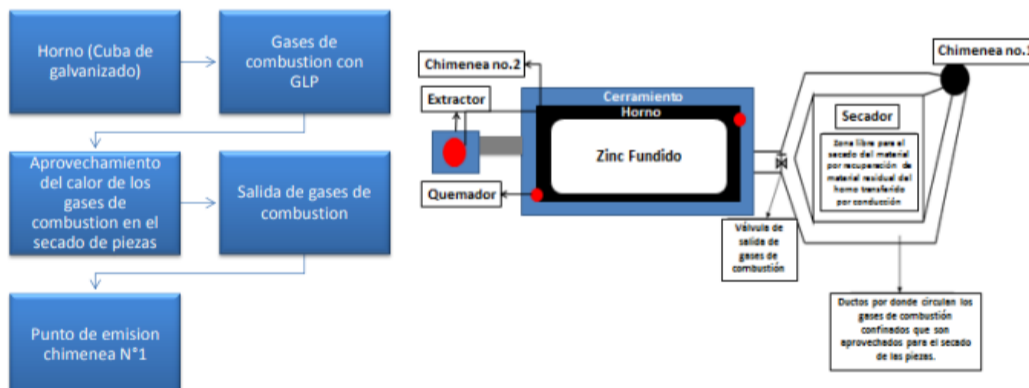 Horno (Cuba de
galvanizado)
Gases de
combustion con
GLP
Aprovechamiento
del calor de los
gases de
combustion en el
secado de piezas
Salida de gases de
combustion
Punto de emision
chimenea N°1
Chimenea no.2
Extractor
Quemador
Cerramiento
Horno
Zinc Fundido
Chimenea no.1
Secador
Zona libre para el
secado del material
por recuperación de
material residual del
horno transferido
por conducción
Válvula de
salida de
gases de
combustión
Ductos por donde circulan los
gases de combustión
confinados que son
aprovechados para el secado
de las piezas.